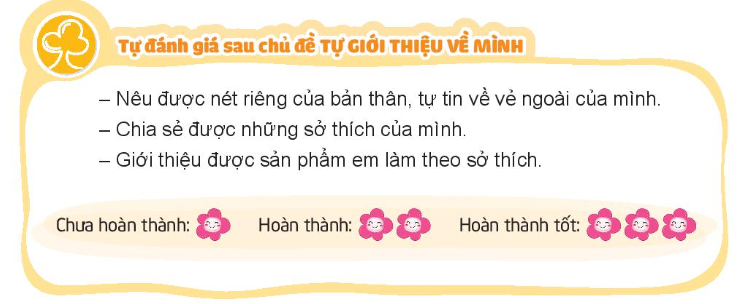 Tự đánh giá sau chủ đề TỰ GIỚI THIỆU VỀ MÌNH
– Nêu được nét riêng của bản thân, tự tin về vẻ ngoài của mình.
– Chia sẻ được những sở thích của mình.
– Giới thiệu được sản phẩm em làm theo sở thích.
Chưa hoàn thành: Hoàn thành: Hoàn thành tốt: